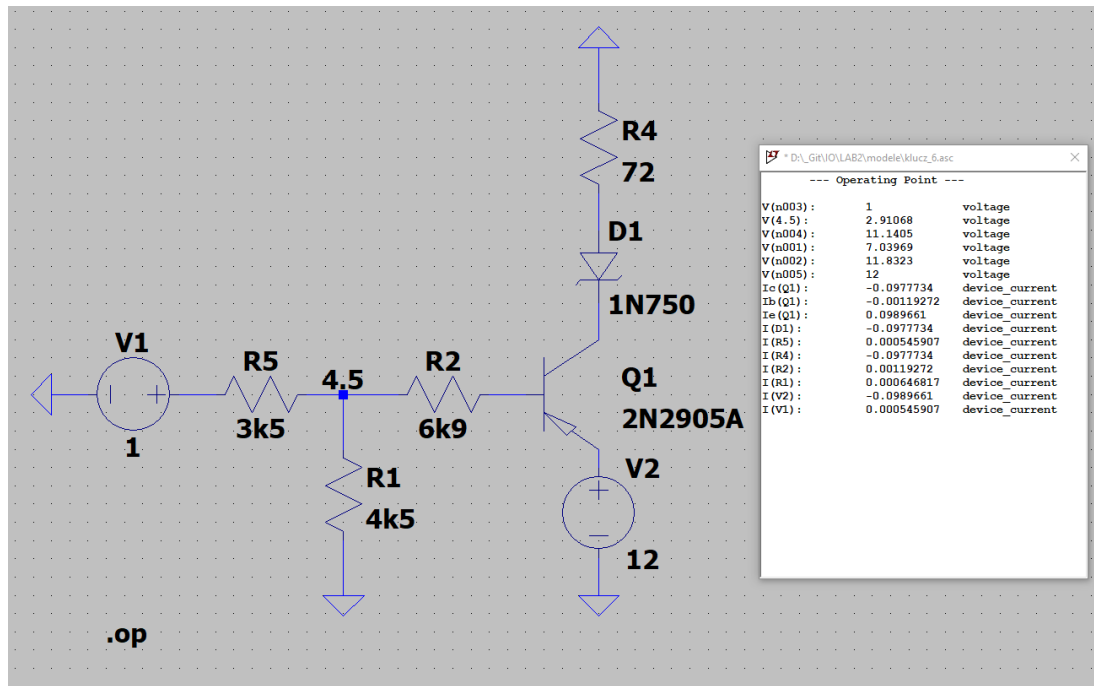 R4
72
D1
1N750
V1
1
R5
3k5
4.5
R2
6k9
Q1
2N2905A
R1
4k5
V2
12
.op
* D:\_Git\IO\LAB2\modele\klucz_6.asc
--- Operating Point ---
V(n003): 1 voltage
V(4.5): 2.91068 voltage
V(n004): 11.1405 voltage
V(n001): 7.03969 voltage
V(n002): 11.8323 voltage
V(n005): 12 voltage
Ic(Q1): -0.0977734 device_current
Ib(Q1): -0.00119272 device_current
Ie(Q1): 0.0989661 device_current
I(D1): -0.0977734 device_current
I(R5): 0.000545907 device_current
I(R4): -0.0977734 device_current
I(R2): 0.00119272 device_current
I(R1): 0.000646817 device_current
I(V2): -0.0989661 device_current
I(V1): 0.000545907 device_current